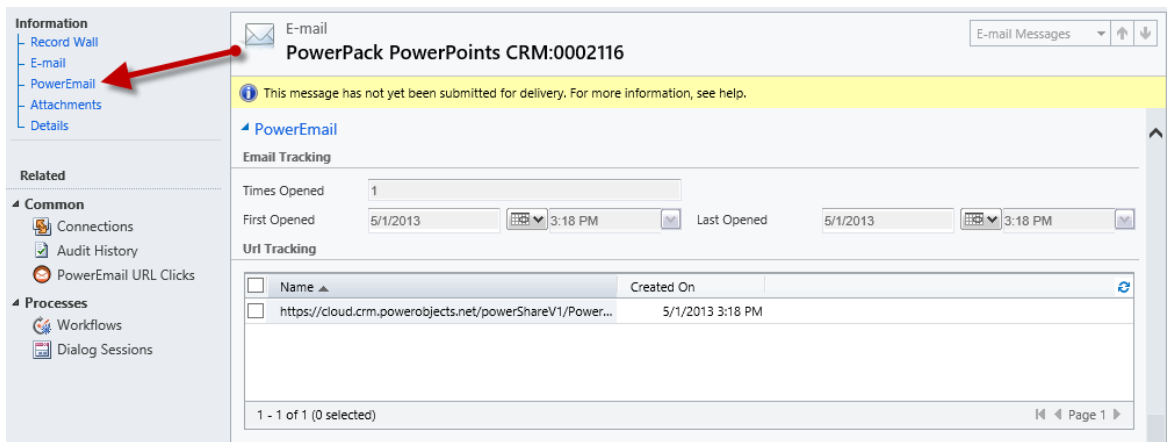 Information
Record Wall
E-mail
PowerEmail
Attachments
Details
Related
Common
Connections
Audit History
PowerEmail URL Clicks
Processes
Workflows
Dialog Sessions
E-mail
PowerPack PowerPoints CRM:0002116
E-mail Messages
This message has not yet been submitted for delivery. For more information, see help.
PowerEmail
Email Tracking
Times Opened 1
First Opened 5/1/2013 3:18 PM Last Opened 5/1/2013 3:18 PM
Url Tracking
Name Created On
https://cloud.crm.powerobjects.net/powerShareV1/Power... 5/1/2013 3:18 PM
1 - 1 of 1 (0 selected) Page 1